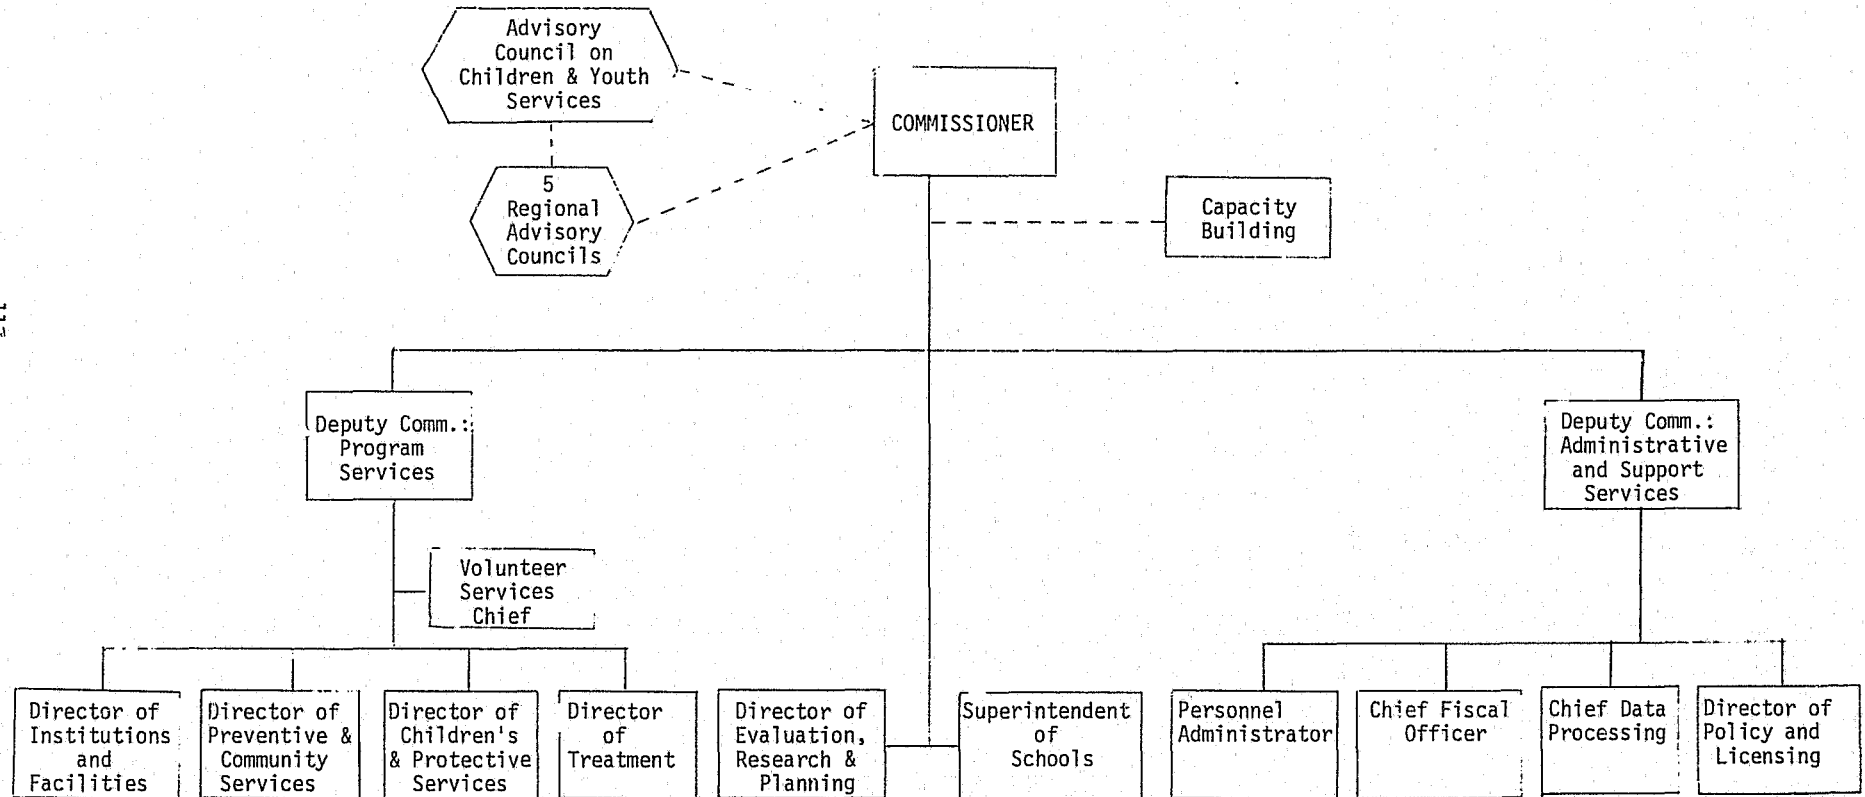 Advisory
Council on
Children & Youth
Services
COMMISSIONER
5
Regional
Advisory
Councils
Capacity
Building
Deputy Comm.:
Program
Services
Deputy Comm.:
Administrative
and Support
Services
Volunteer
Services
Chief
Director of
Institutions
and
Facilities
Director of
Preventive &
Community
Services
Director of
Children's
& Protective
Services
Director
of
Treatment
Director of
Evaluation,
Research &
Planning
Superintendent
of
Schools
Personnel
Administrator
Chief Fiscal
Officer
Chief Data
Processing
Director of
Policy and
Licensing